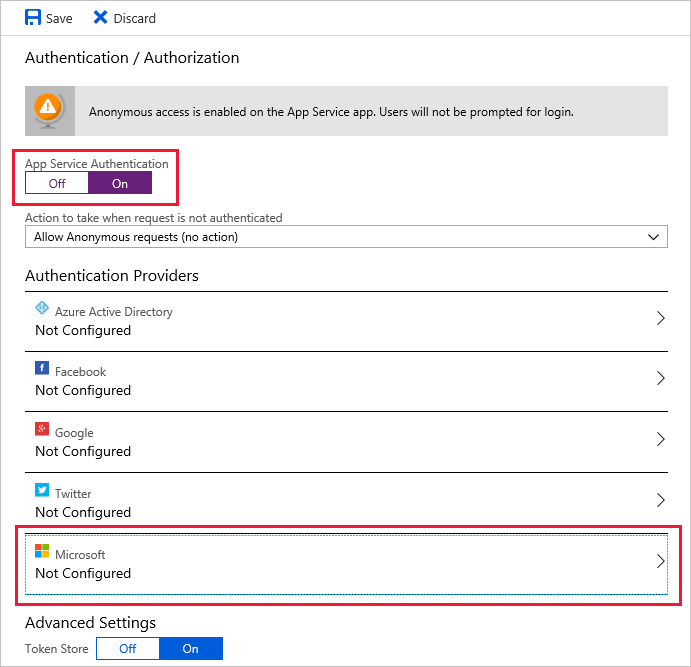 Save Discard
Authentication / Authorization
Anonymous access is enabled on the App Service app. Users will not be prompted for login.
App Service Authentication
Off On
Action to take when request is not authenticated
Allow Anonymous requests (no action)
Authentication Providers
Azure Active Directory
Not Configured
Facebook
Not Configured
Google
Not Configured
Twitter
Not Configured
Microsoft
Not Configured
Advanced Settings
Token Store Off On